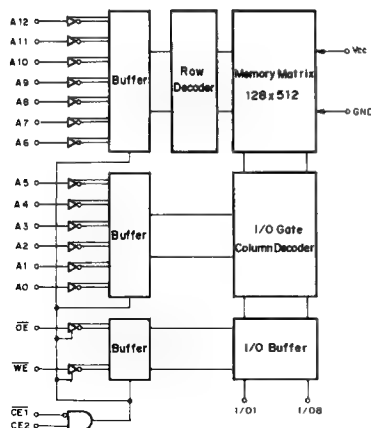 A12
A11
A10
A9
A8
A7
A6
Buffer
Row
Decoder
Memory Matrix
128 x 512
Vcc
GND
A5
A4
A3
A2
A1
A0
Buffer
I/O Gate
Column Decoder
OE
WE
Buffer
I/O Buffer
CE1
CE2
I/O1
I/O8